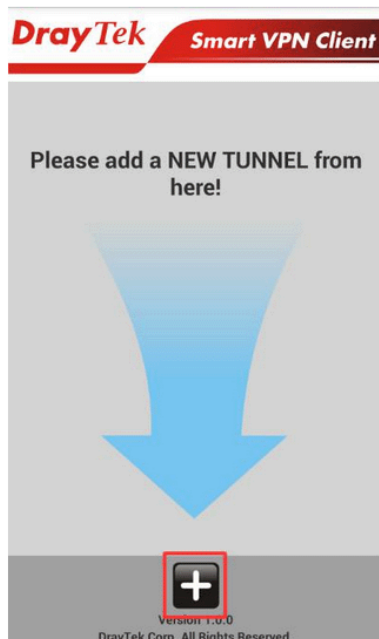 DrayTek Smart VPN Client
Please add a NEW TUNNEL from
here!
Version 1.0.0
DrayTek Corp. All Rights Reserved